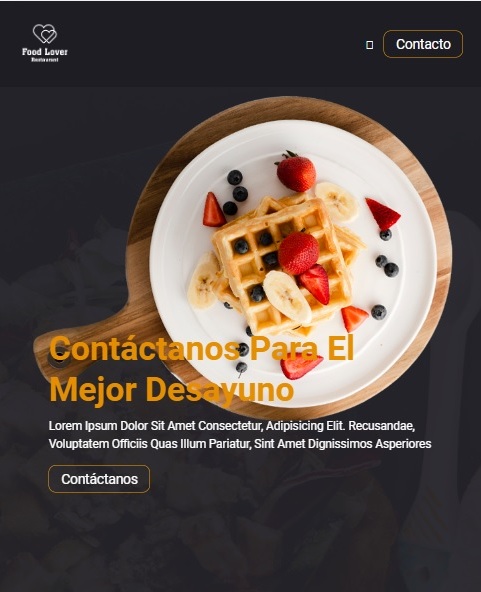 Food Lover
Restaurant
Contacto
Contáctanos Para El
Mejor Desayuno
Lorem Ipsum Dolor Sit Amet Consectetur, Adipisicing Elit. Recusandae,
Voluptatem Officiis Quas Illum Pariatur, Sint Amet Dignissimos Asperiores
Contáctanos